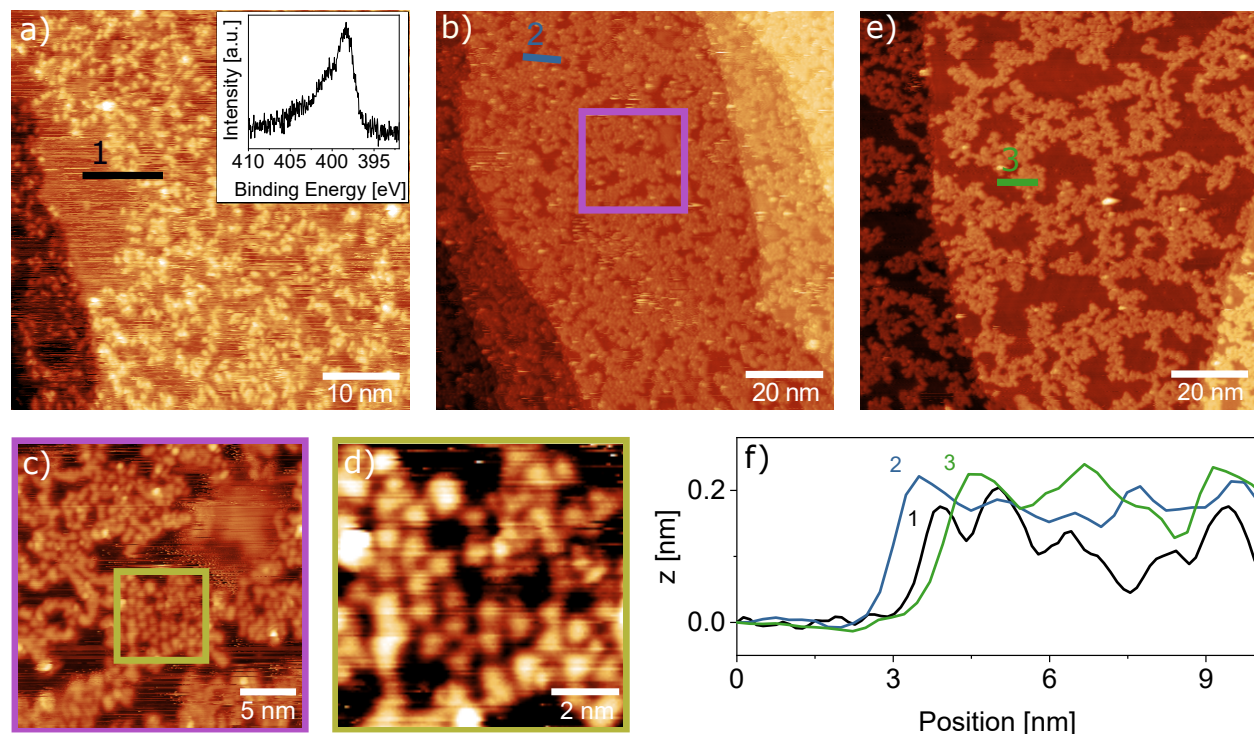 a)
1
10 nm
Intensity [a.u.]
410 405 400 395
Binding Energy [eV]
b)
2
20 nm
e)
3
20 nm
c)
5 nm
d)
2 nm
f)
2
3
1
z [nm]
0.2
0.0
0 3 6 9
Position [nm]